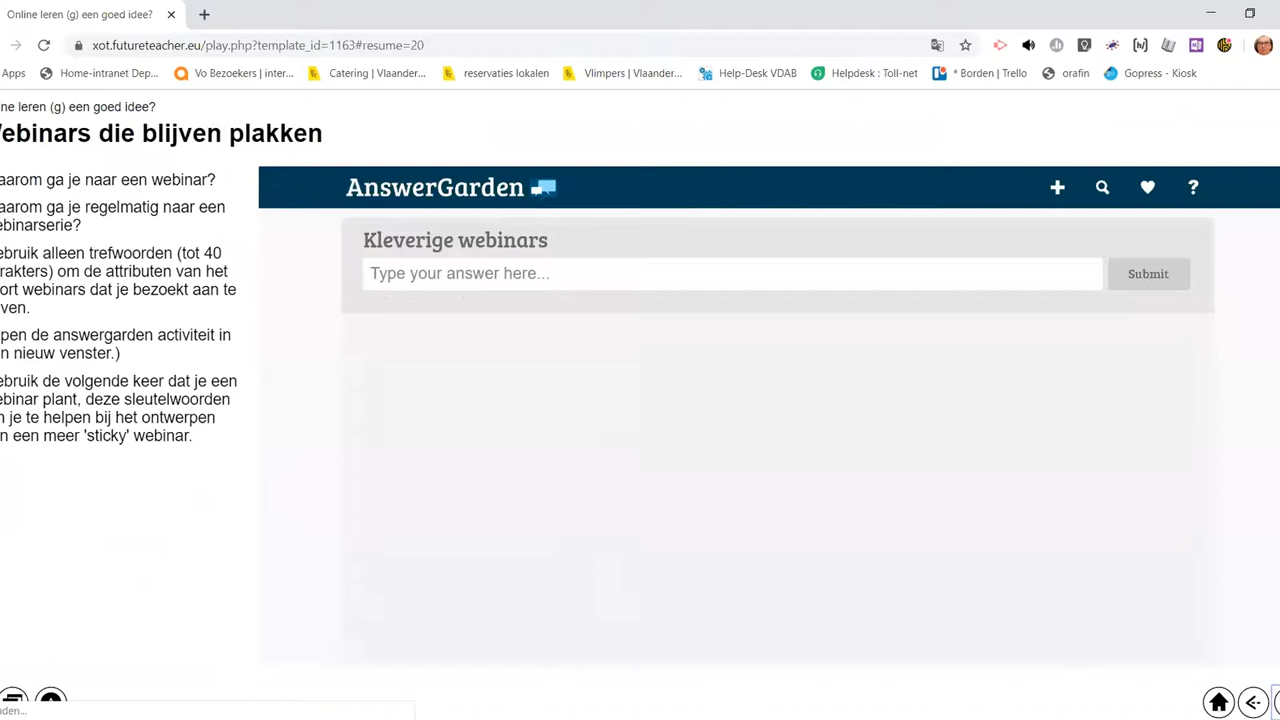 Online leren (g) een goed idee?
xot.futureteacher.eu/play.php?template_id=1163#resume=20
Apps Home-intranet Dep... Vo Bezoekers | inter... Catering | Vlaander... reservaties lokalen Vlimpers | Vlaander... Help-Desk VDAB Helpdesk : Toll-net * Borden | Trello orafin Gopress - Kiosk
ne leren (g) een goed idee?
ebinars die blijven plakken
aarom ga je naar een webinar?
aarom ga je regelmatig naar een
ebinarserie?
ebruik alleen trefwoorden (tot 40
rakters) om de attributen van het
ort webinars dat je bezoekt aan te
ven.
pen de answergarden activiteit in
n nieuw venster.)
ebruik de volgende keer dat je een
ebinar plant, deze sleutelwoorden
n je te helpen bij het ontwerpen
n een meer 'sticky' webinar.
AnswerGarden
Kleverige webinars
Type your answer here...
Submit
nden...